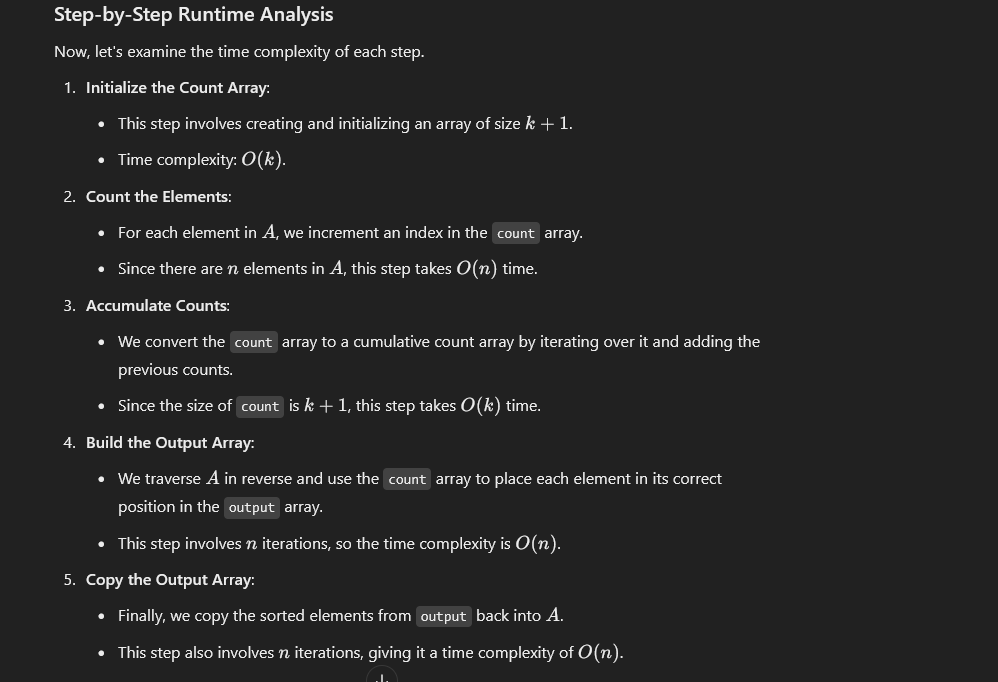 Step-by-Step Runtime Analysis
Now, let's examine the time complexity of each step.
1. Initialize the Count Array:
• This step involves creating and initializing an array of size k + 1.
• Time complexity: O(k).
2. Count the Elements:
• For each element in A, we increment an index in the count array.
• Since there are n elements in A, this step takes O(n) time.
3. Accumulate Counts:
• We convert the count array to a cumulative count array by iterating over it and adding the
previous counts.
• Since the size of count is k + 1, this step takes O(k) time.
4. Build the Output Array:
• We traverse A in reverse and use the count array to place each element in its correct
position in the output array.
• This step involves n iterations, so the time complexity is O(n).
5. Copy the Output Array:
• Finally, we copy the sorted elements from output back into A.
• This step also involves n iterations, giving it a time complexity of O(n).